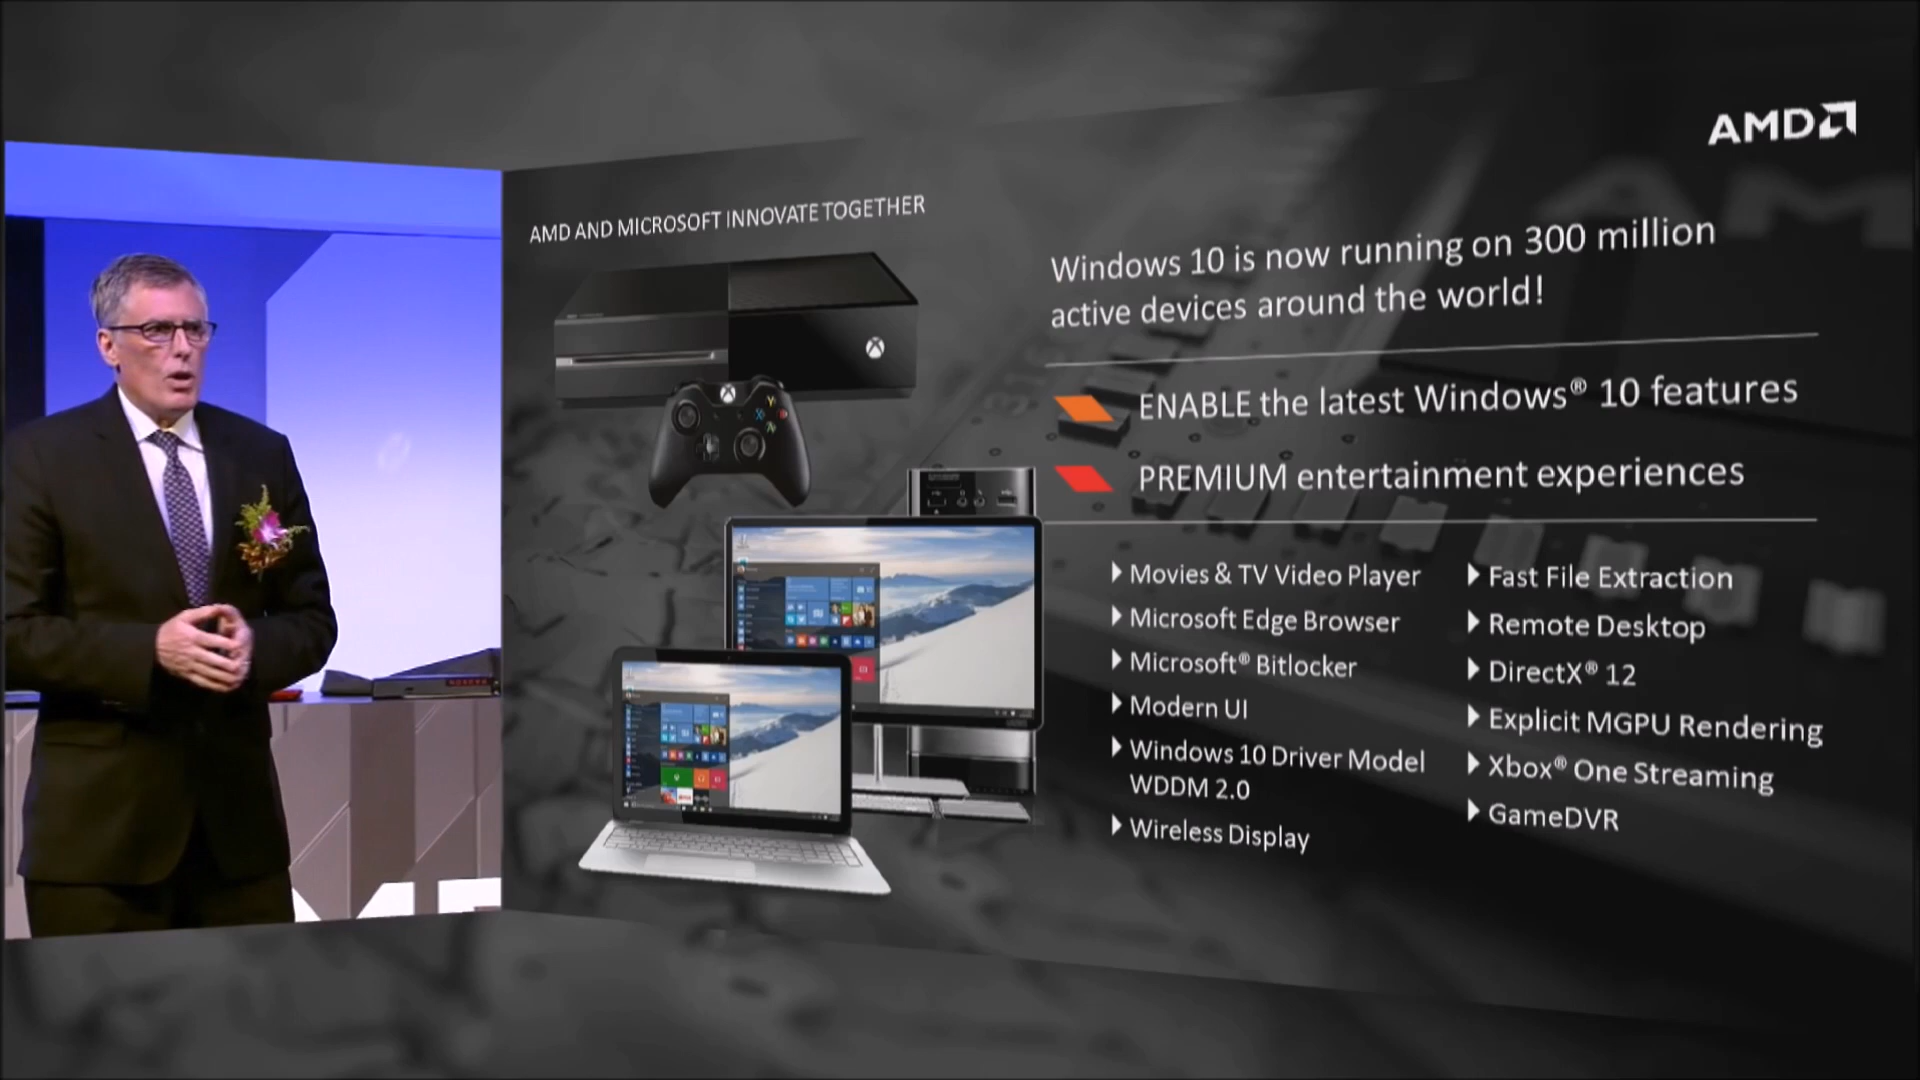 AMD
AMD AND MICROSOFT INNOVATE TOGETHER
Windows 10 is now running on 300 million
active devices around the world!
ENABLE the latest Windows® 10 features
PREMIUM entertainment experiences
Movies & TV Video Player
Microsoft Edge Browser
Microsoft® Bitlocker
Modern UI
Windows 10 Driver Model
WDDM 2.0
Wireless Display
Fast File Extraction
Remote Desktop
DirectX® 12
Explicit MGPU Rendering
Xbox® One Streaming
GameDVR